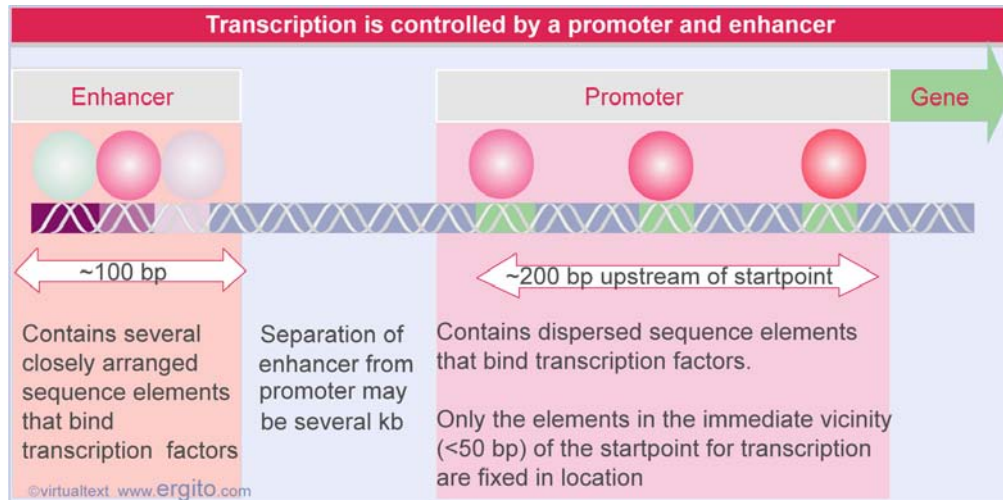 Transcription is controlled by a promoter and enhancer
Enhancer
Promoter
Gene
~100 bp
~200 bp upstream of startpoint
Contains several
closely arranged
sequence elements
that bind
transcription factors
Separation of
enhancer from
promoter may
be several kb
Contains dispersed sequence elements
that bind transcription factors.
Only the elements in the immediate vicinity
(<50 bp) of the startpoint for transcription
are fixed in location
©virtualtext www.ergito.com